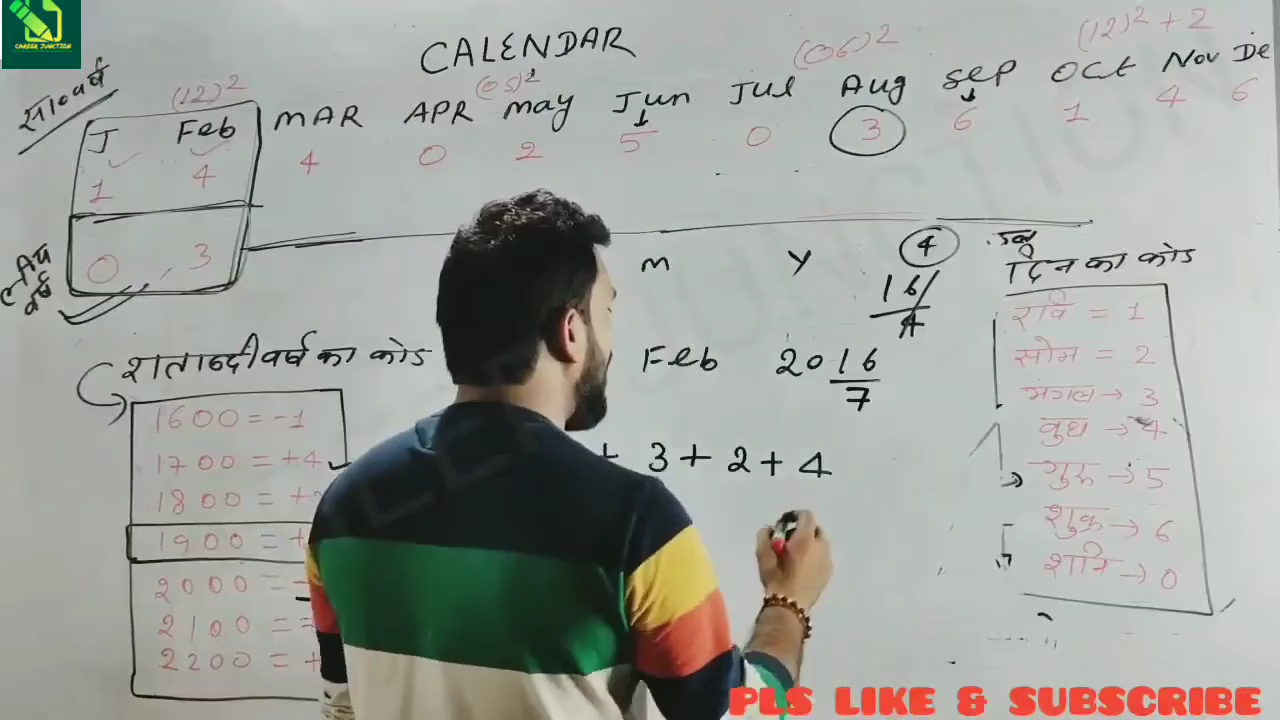 CAREER JUNCTION
CALENDAR
(12)² (05)² (06)² (12)² + 2
J Feb MAR APR May Jun Jul Aug Sep Oct Nov De
1 4 4 0 2 5 0 3 6 1 4 6
0, 3
लीप वर्ष
m y 4
16/4
Feb 2016
7
+ 3 + 2 + 4
शताब्दी वर्ष का कोड
1600 = -1
1700 = +4
1800 = +
1900 = +
2000 = -
2100 =
2200 = +
दिन का कोड
रवि = 1
सोम = 2
मंगल → 3
बुध → 4
गुरु → 5
शुक्र → 6
शनि → 0
PLS LIKE & SUBSCRIBE